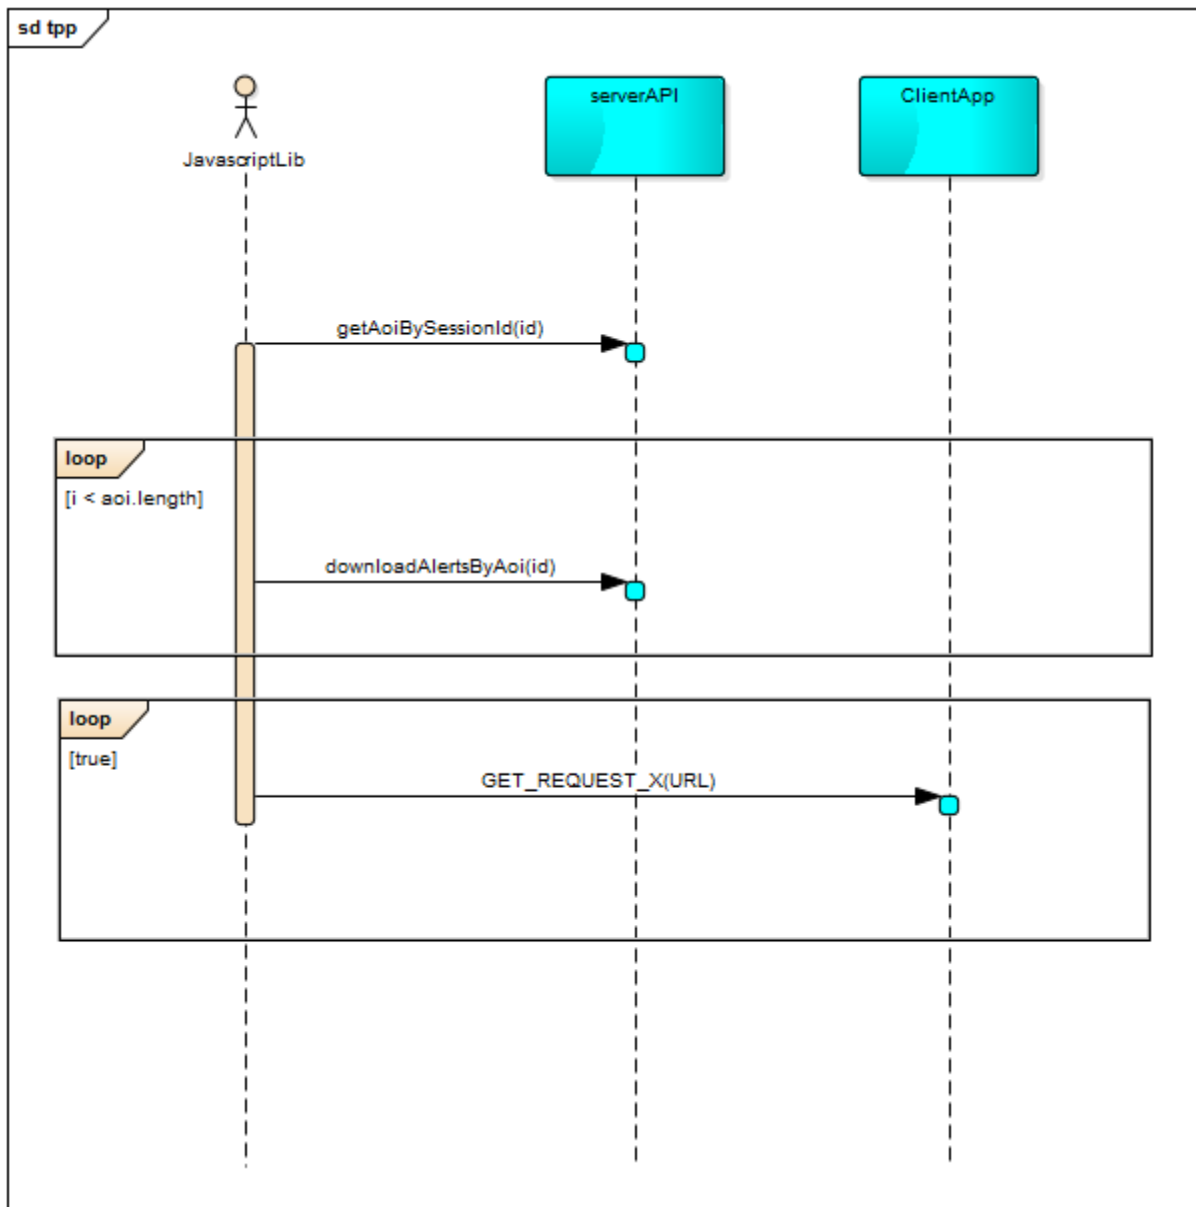 sd tpp
JavascriptLib
serverAPI
ClientApp
getAoiBySessionId(id)
loop
[i < aoi.length]
downloadAlertsByAoi(id)
loop
[true]
GET_REQUEST_X(URL)